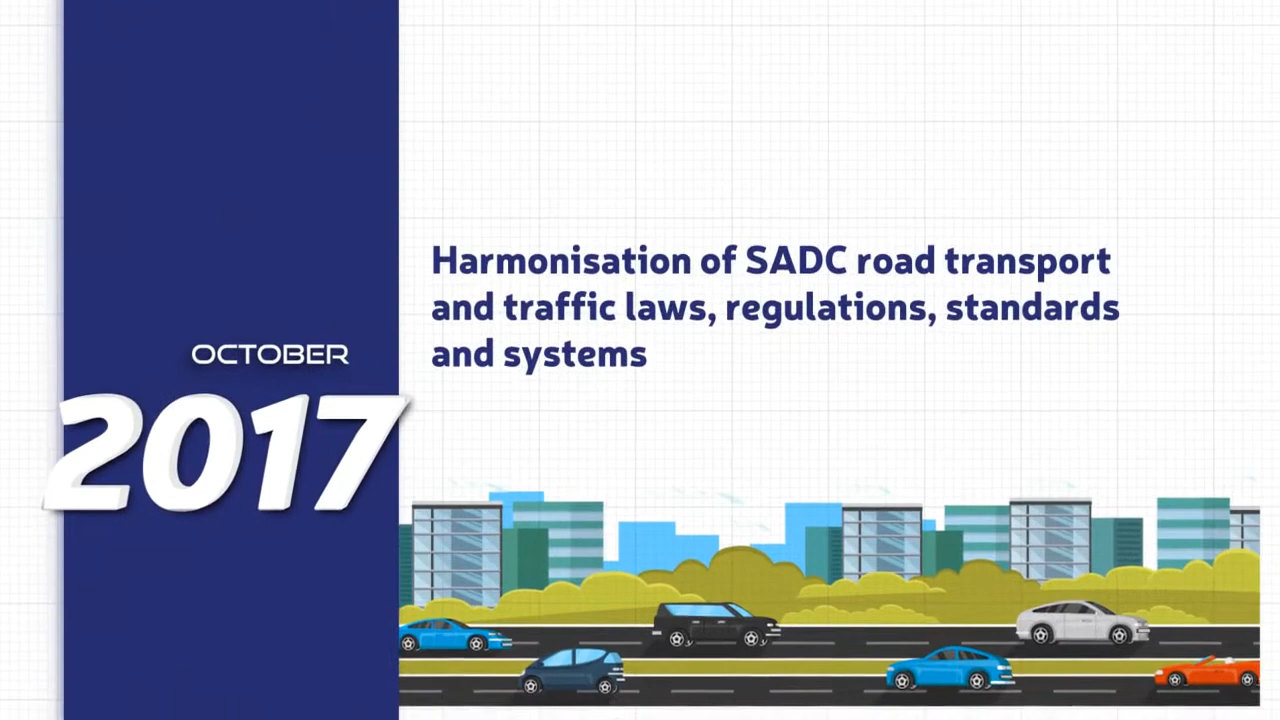 OCTOBER
2017
Harmonisation of SADC road transport
and traffic laws, regulations, standards
and systems